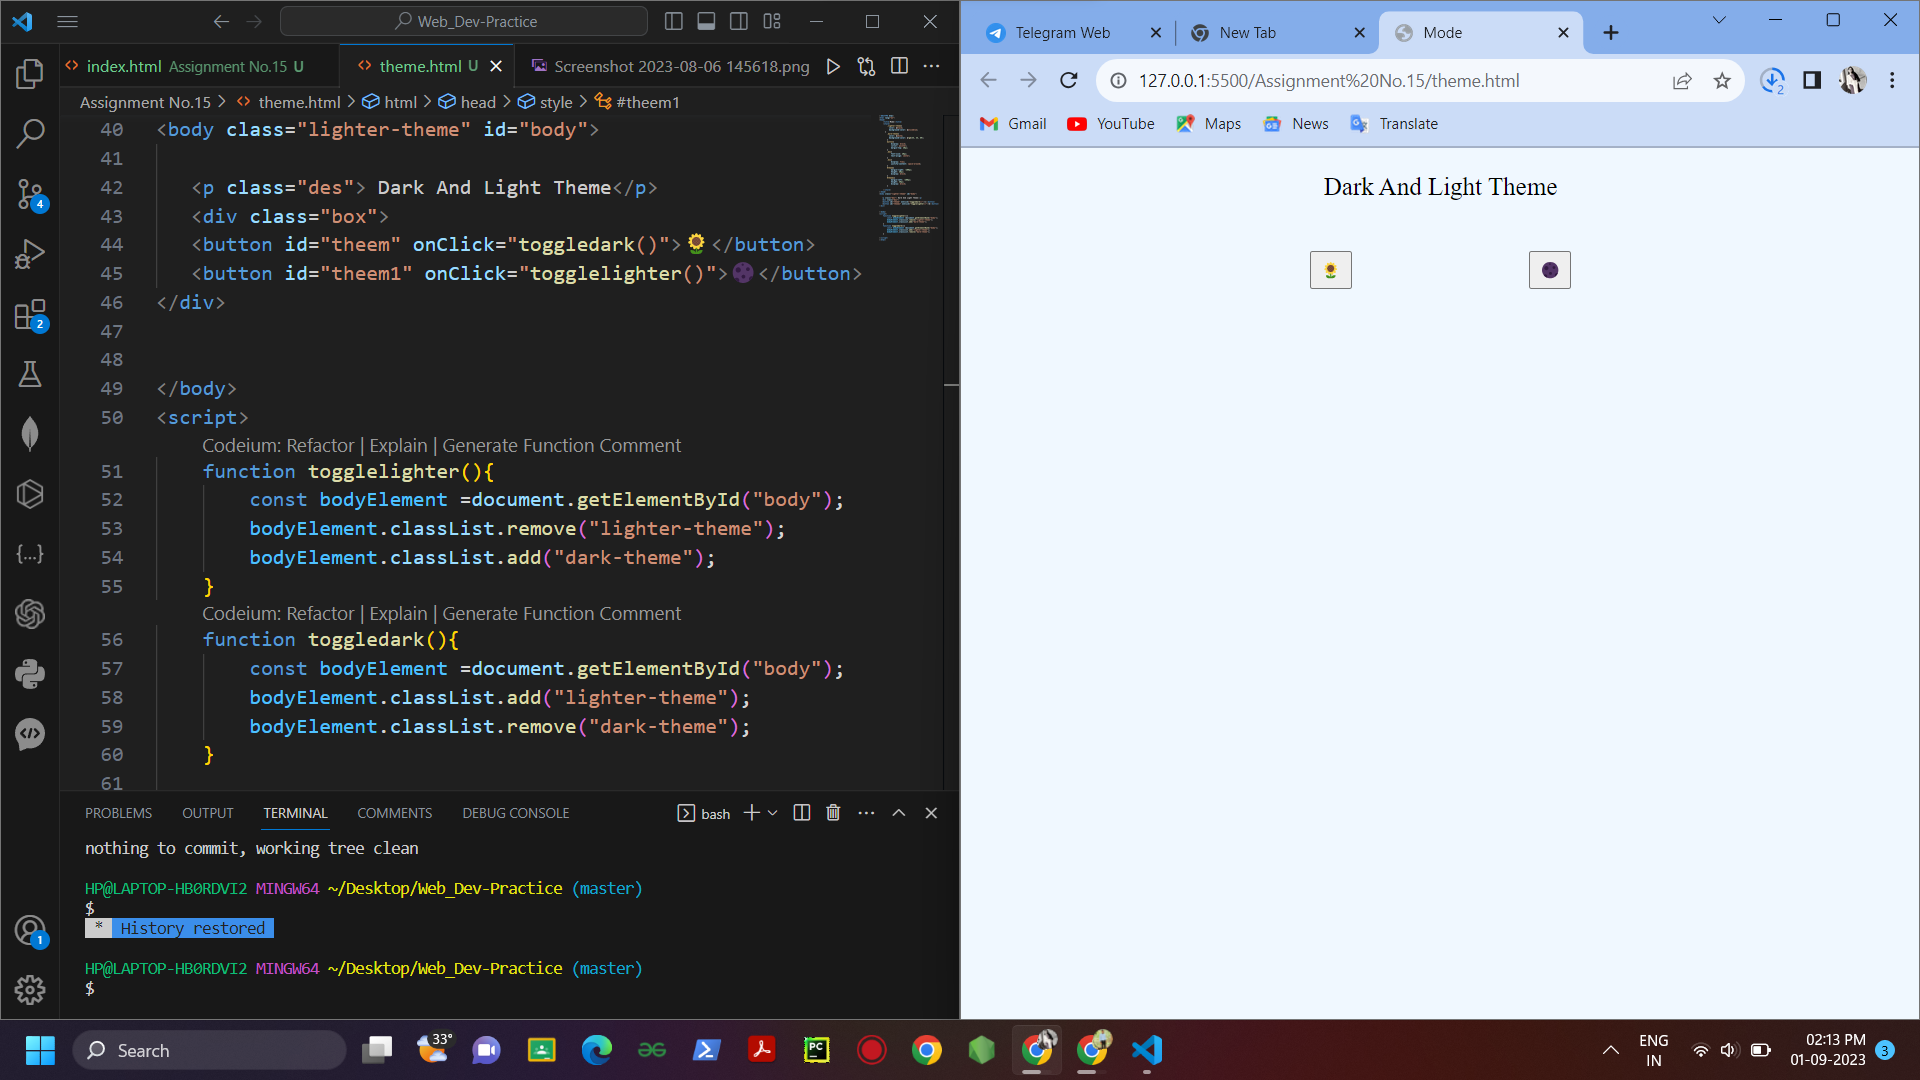 Web_Dev-Practice
index.html Assignment No.15 U
theme.html U
Screenshot 2023-08-06 145618.png
Assignment No.15 > theme.html > html > head > style > #theem1
40 <body class="lighter-theme" id="body">
41
42 <p class="des"> Dark And Light Theme</p>
43 <div class="box">
44 <button id="theem" onClick="toggledark()">🌻</button>
45 <button id="theem1" onClick="togglelighter()">🌑</button>
46 </div>
47
48
49 </body>
50 <script>
Codeium: Refactor | Explain | Generate Function Comment
51 function togglelighter(){
52 const bodyElement =document.getElementById("body");
53 bodyElement.classList.remove("lighter-theme");
54 bodyElement.classList.add("dark-theme");
55 }
Codeium: Refactor | Explain | Generate Function Comment
56 function toggledark(){
57 const bodyElement =document.getElementById("body");
58 bodyElement.classList.add("lighter-theme");
59 bodyElement.classList.remove("dark-theme");
60 }
61
PROBLEMS OUTPUT TERMINAL COMMENTS DEBUG CONSOLE
bash
nothing to commit, working tree clean
HP@LAPTOP-HB0RDVI2 MINGW64 ~/Desktop/Web_Dev-Practice (master)
$
* History restored
HP@LAPTOP-HB0RDVI2 MINGW64 ~/Desktop/Web_Dev-Practice (master)
$
4
2
1
Telegram Web
New Tab
Mode
127.0.0.1:5500/Assignment%20No.15/theme.html
2
Gmail YouTube Maps News Translate
Dark And Light Theme
Search
33°
PC
ENG
IN
02:13 PM
01-09-2023
3